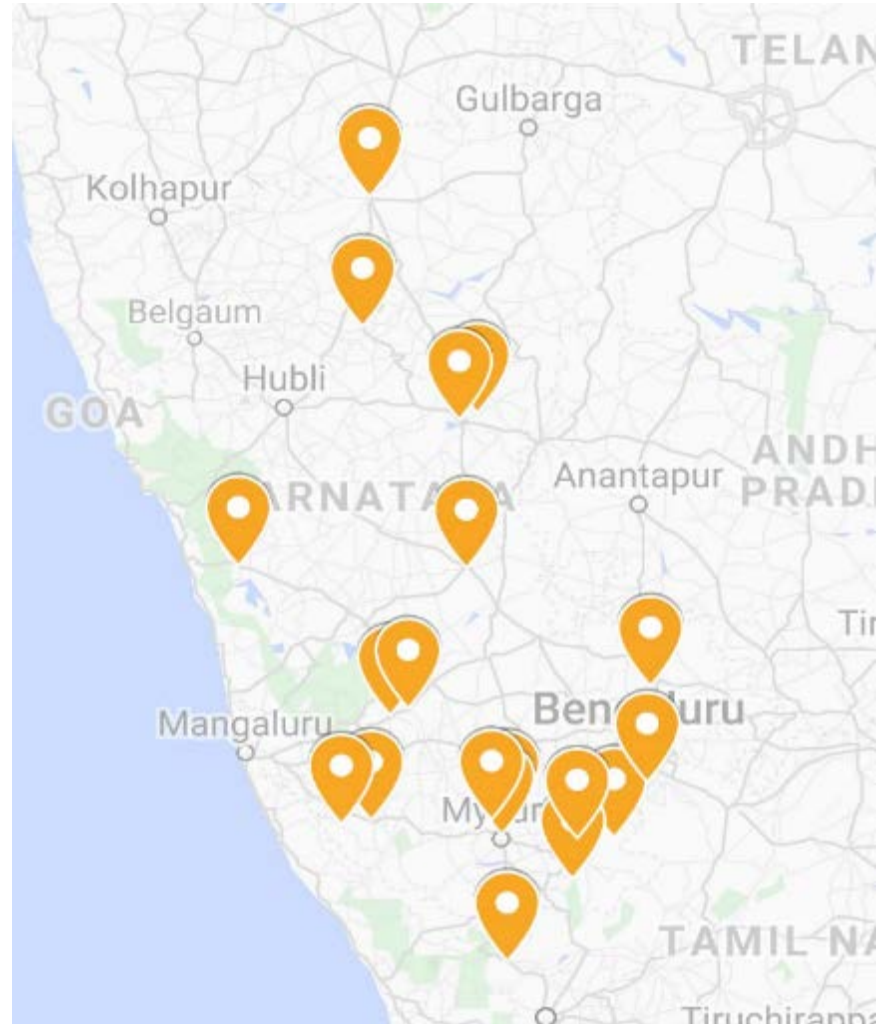 TELAN
Gulbarga
Kolhapur
Belgaum
Hubli
GOA
ANDH
PRAD
Anantapur
ARNATA A
Tir
Ben uru
Mangaluru
My ur
TAMIL NA
Tiruchirappa